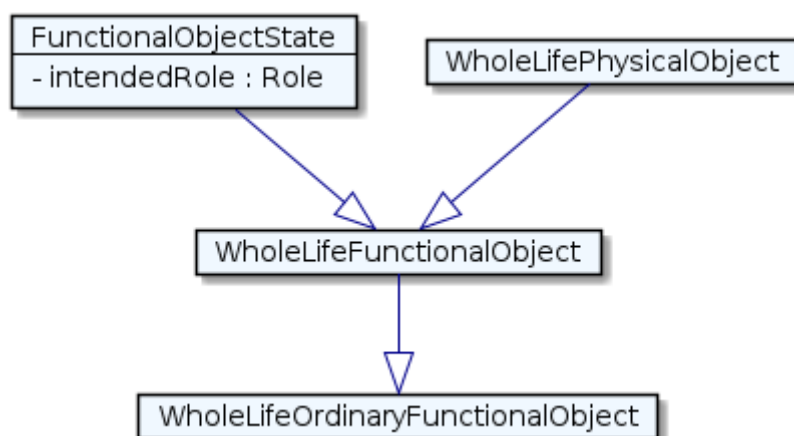 FunctionalObjectState
- intendedRole : Role
WholeLifePhysicalObject
WholeLifeFunctionalObject
WholeLifeOrdinaryFunctionalObject